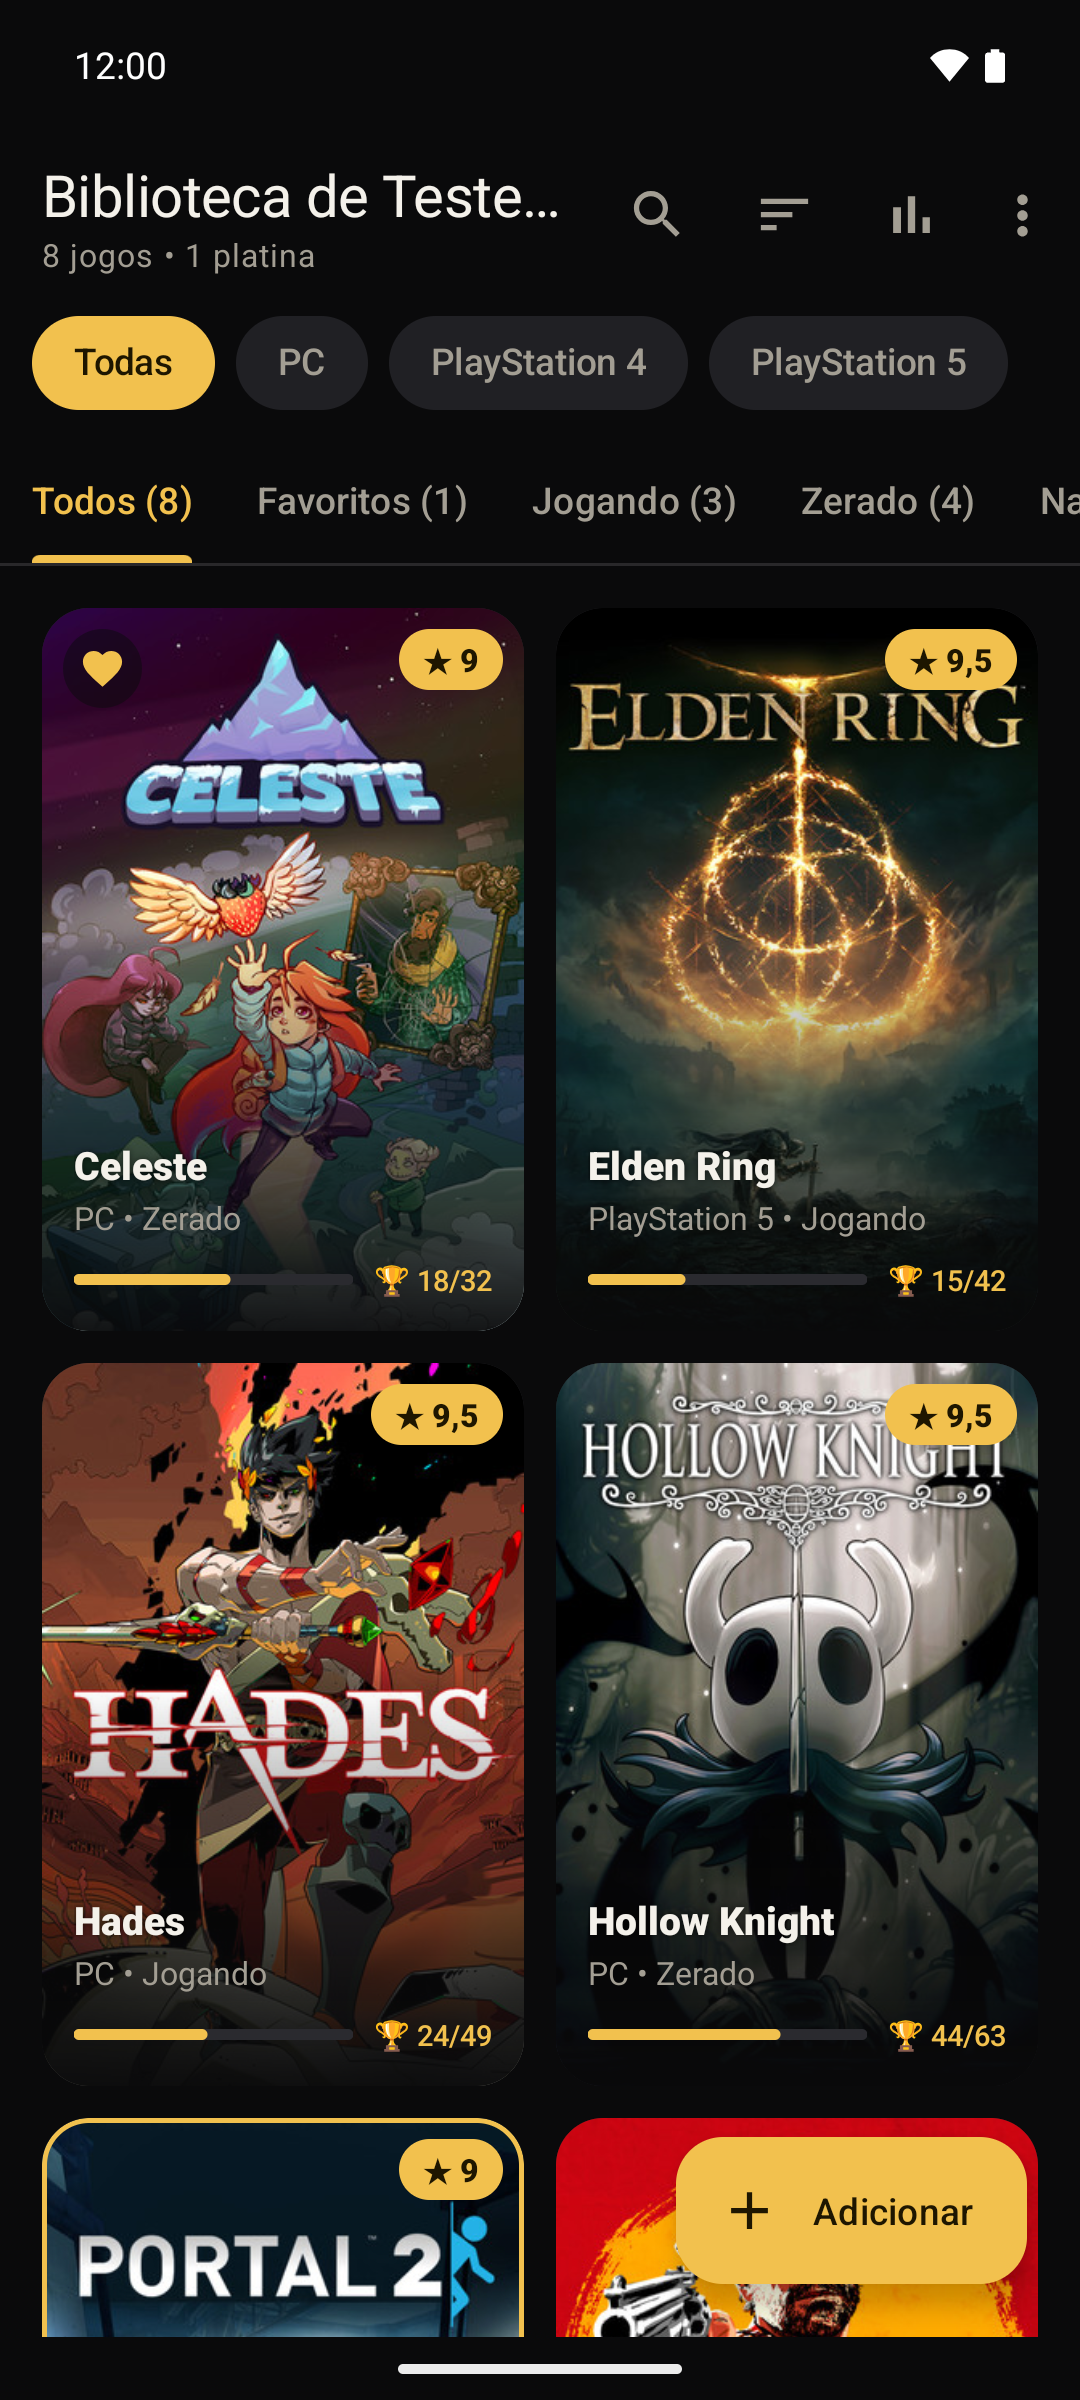 12:00
Biblioteca de Teste...
8 jogos • 1 platina
Todas
PC
PlayStation 4
PlayStation 5
Todos (8)
Favoritos (1)
Jogando (3)
Zerado (4)
Na
★ 9
CELESTE
Celeste
PC • Zerado
🏆 18/32
★ 9,5
ELDEN RING
Elden Ring
PlayStation 5 • Jogando
🏆 15/42
★ 9,5
HADES
Hades
PC • Jogando
🏆 24/49
★ 9,5
HOLLOW KNIGHT
Hollow Knight
PC • Zerado
🏆 44/63
★ 9
PORTAL 2
Adicionar